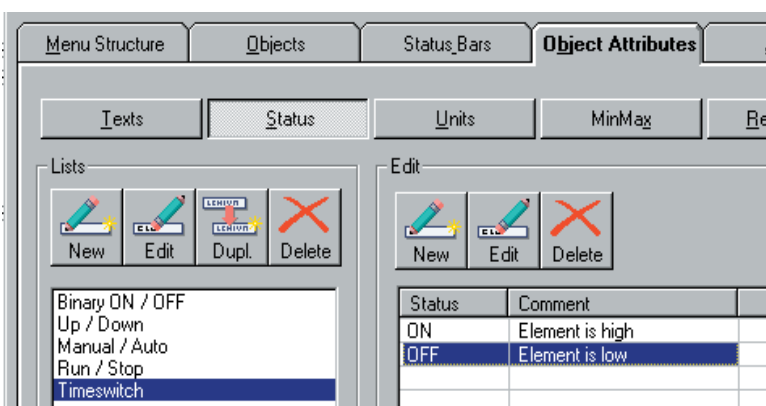 Menu Structure
Objects
Status_Bars
Object Attributes
Texts
Status
Units
MinMax
Re
Lists
New
Edit
Dupl.
Delete
Binary ON / OFF
Up / Down
Manual / Auto
Run / Stop
Timeswitch
Edit
New
Edit
Delete
Status Comment
ON Element is high
OFF Element is low